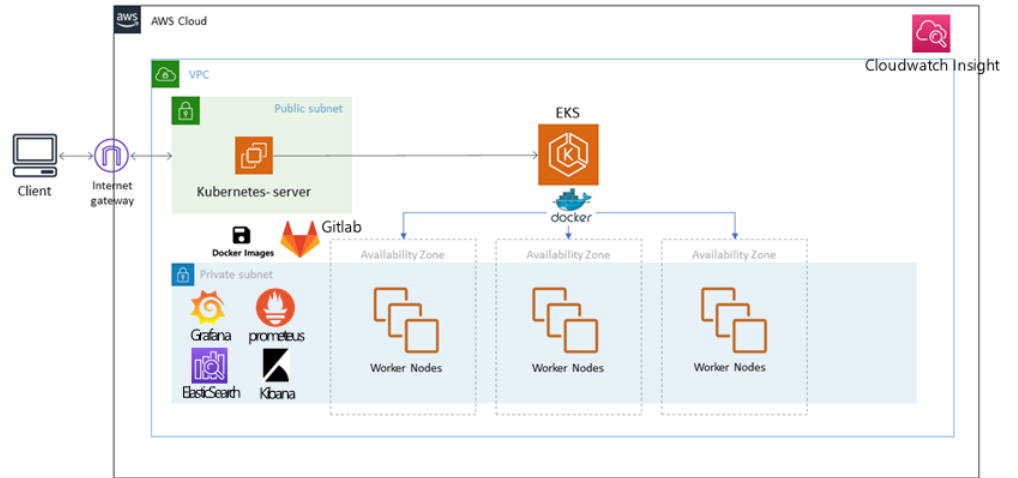 aws
AWS Cloud
Cloudwatch Insight
VPC
Public subnet
EKS
K
Client
Internet
gateway
Kubernetes- server
docker
Gitlab
Docker Images
Availability Zone
Availability Zone
Availability Zone
Private subnet
Grafana
prometeus
Worker Nodes
Worker Nodes
Worker Nodes
ElasticSearch
Kibana